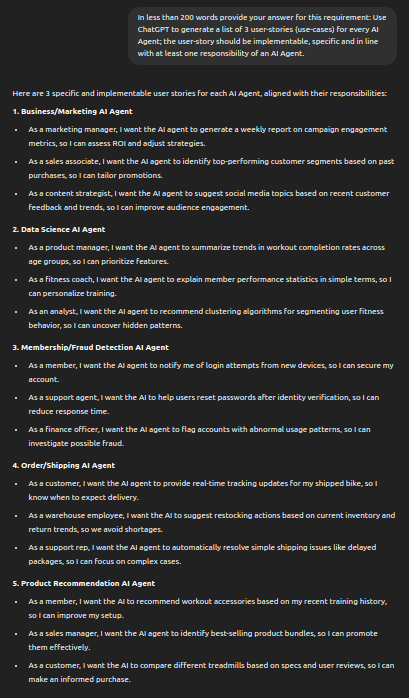 In less than 200 words provide your answer for this requirement: Use
ChatGPT to generate a list of 3 user-stories (use-cases) for every AI
Agent; the user-story should be implementable, specific and in line
with at least one responsibility of an AI Agent.
Here are 3 specific and implementable user stories for each AI Agent, aligned with their responsibilities:
1. Business/Marketing AI Agent
• As a marketing manager, I want the AI agent to generate a weekly report on campaign engagement
metrics, so I can assess ROI and adjust strategies.
• As a sales associate, I want the AI agent to identify top-performing customer segments based on past
purchases, so I can tailor promotions.
• As a content strategist, I want the AI agent to suggest social media topics based on recent customer
feedback and trends, so I can improve audience engagement.
2. Data Science AI Agent
• As a product manager, I want the AI agent to summarize trends in workout completion rates across
age groups, so I can prioritize features.
• As a fitness coach, I want the AI agent to explain member performance statistics in simple terms, so I
can personalize training.
• As an analyst, I want the AI agent to recommend clustering algorithms for segmenting user fitness
behavior, so I can uncover hidden patterns.
3. Membership/Fraud Detection AI Agent
• As a member, I want the AI agent to notify me of login attempts from new devices, so I can secure my
account.
• As a support agent, I want the AI to help users reset passwords after identity verification, so I can
reduce response time.
• As a finance officer, I want the AI agent to flag accounts with abnormal usage patterns, so I can
investigate possible fraud.
4. Order/Shipping AI Agent
• As a customer, I want the AI agent to provide real-time tracking updates for my shipped bike, so I
know when to expect delivery.
• As a warehouse employee, I want the AI to suggest restocking actions based on current inventory and
return trends, so we avoid shortages.
• As a support rep, I want the AI agent to automatically resolve simple shipping issues like delayed
packages, so I can focus on complex cases.
5. Product Recommendation AI Agent
• As a member, I want the AI to recommend workout accessories based on my recent training history,
so I can improve my setup.
• As a sales manager, I want the AI agent to identify best-selling product bundles, so I can promote
them effectively.
• As a customer, I want the AI to compare different treadmills based on specs and user reviews, so I can
make an informed purchase.